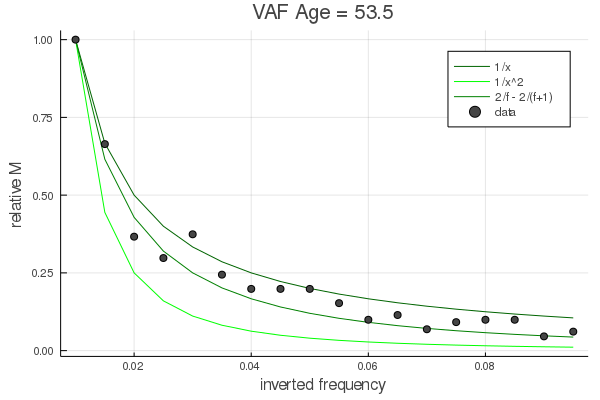 VAF Age = 53.5
1.00
0.75
0.50
0.25
0.00
relative M
1/x
1/x^2
2/f - 2/(f+1)
data
0.02
0.04
0.06
0.08
inverted frequency